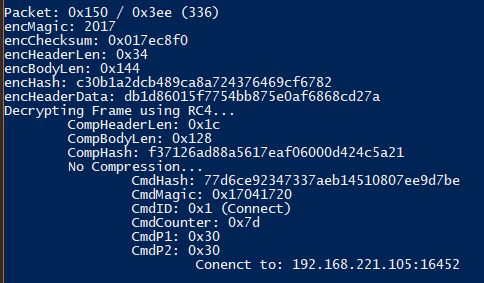 Packet: 0x150 / 0x3ee (336)
encMagic: 2017
encChecksum: 0x017ec8f0
encHeaderLen: 0x34
encBodyLen: 0x144
encHash: c30b1a2dcb489ca8a724376469cf6782
encHeaderData: db1d86015f7754bb875e0af6868cd27a
Decrypting Frame using RC4...
CompHeaderLen: 0x1c
CompBodyLen: 0x128
CompHash: f37126ad88a5617eaf06000d424c5a21
No Compression...
CmdHash: 77d6ce92347337aeb14510807ee9d7be
CmdMagic: 0x17041720
CmdID: 0x1 (Connect)
CmdCounter: 0x7d
CmdP1: 0x30
CmdP2: 0x30
Conenct to: 192.168.221.105:16452